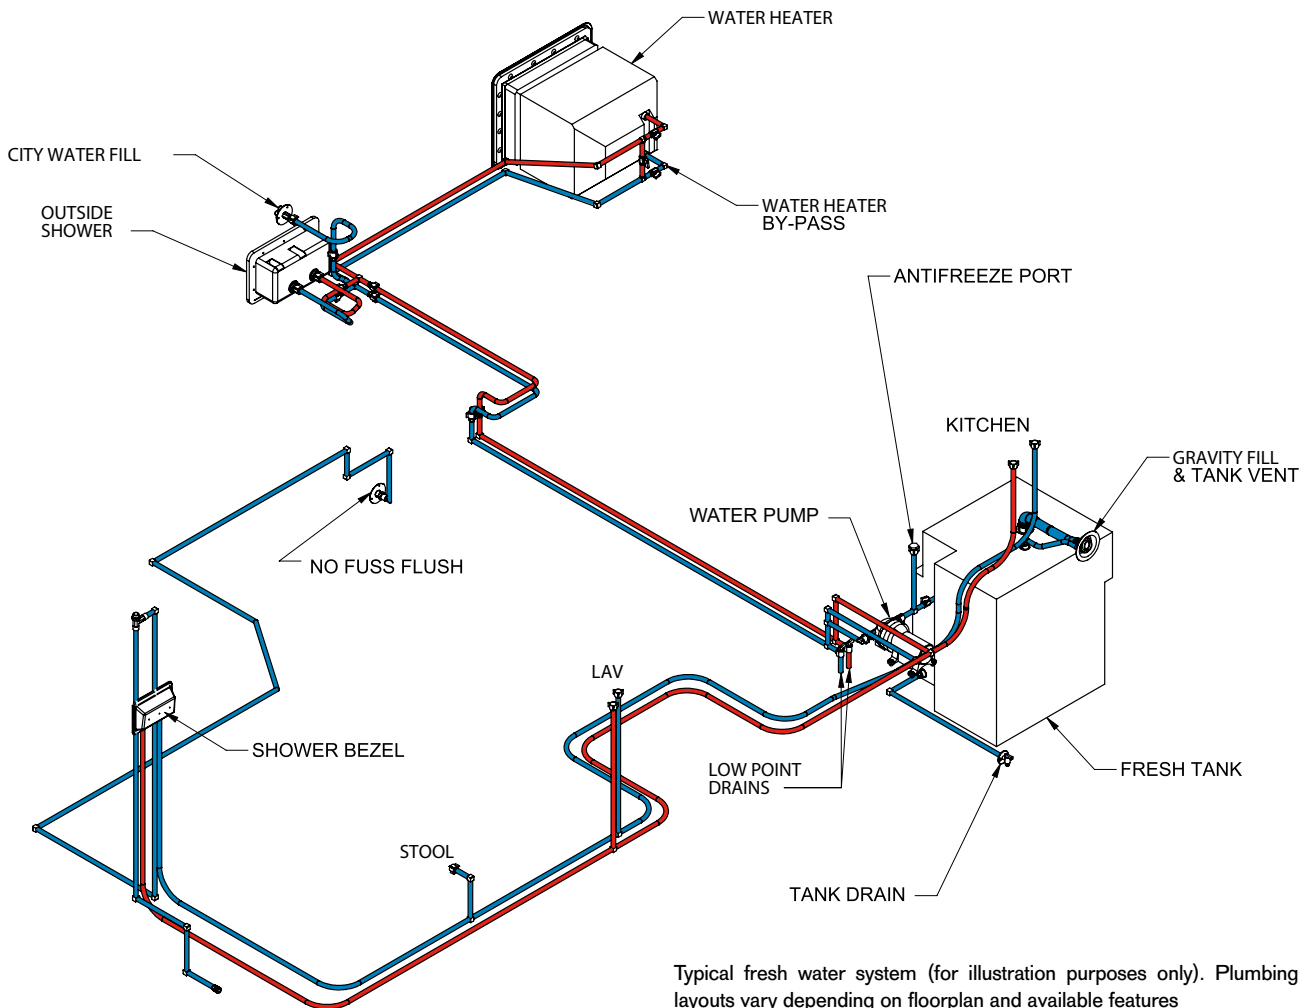 WATER HEATER
CITY WATER FILL
OUTSIDE
SHOWER
WATER HEATER
BY-PASS
ANTIFREEZE PORT
KITCHEN
GRAVITY FILL
& TANK VENT
WATER PUMP
NO FUSS FLUSH
LAV
SHOWER BEZEL
LOW POINT
DRAINS
FRESH TANK
STOOL
TANK DRAIN
Typical fresh water system (for illustration purposes only). Plumbing
layouts vary depending on floorplan and available features